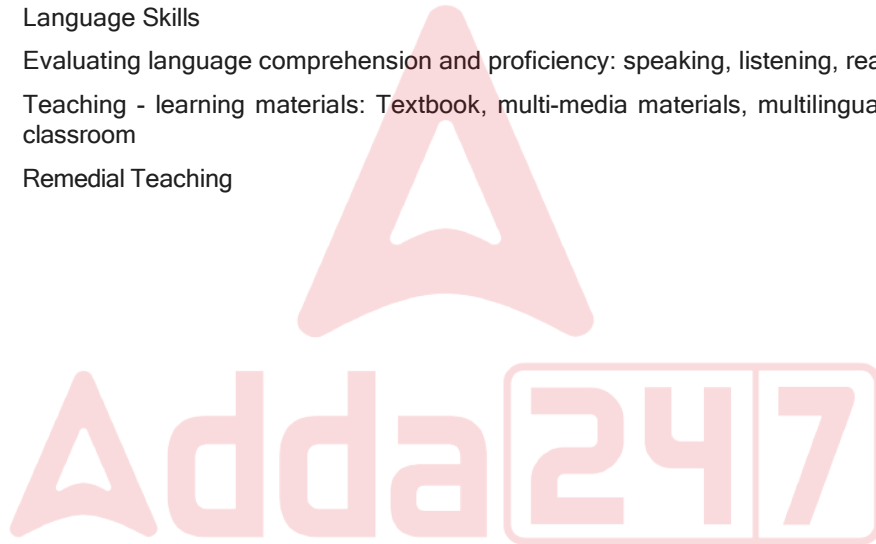 Language Skills
Evaluating language comprehension and proficiency: speaking, listening,
Teaching - learning materials: Textbook, multi-media materials,
classroom
Remedial Teaching
Adda247